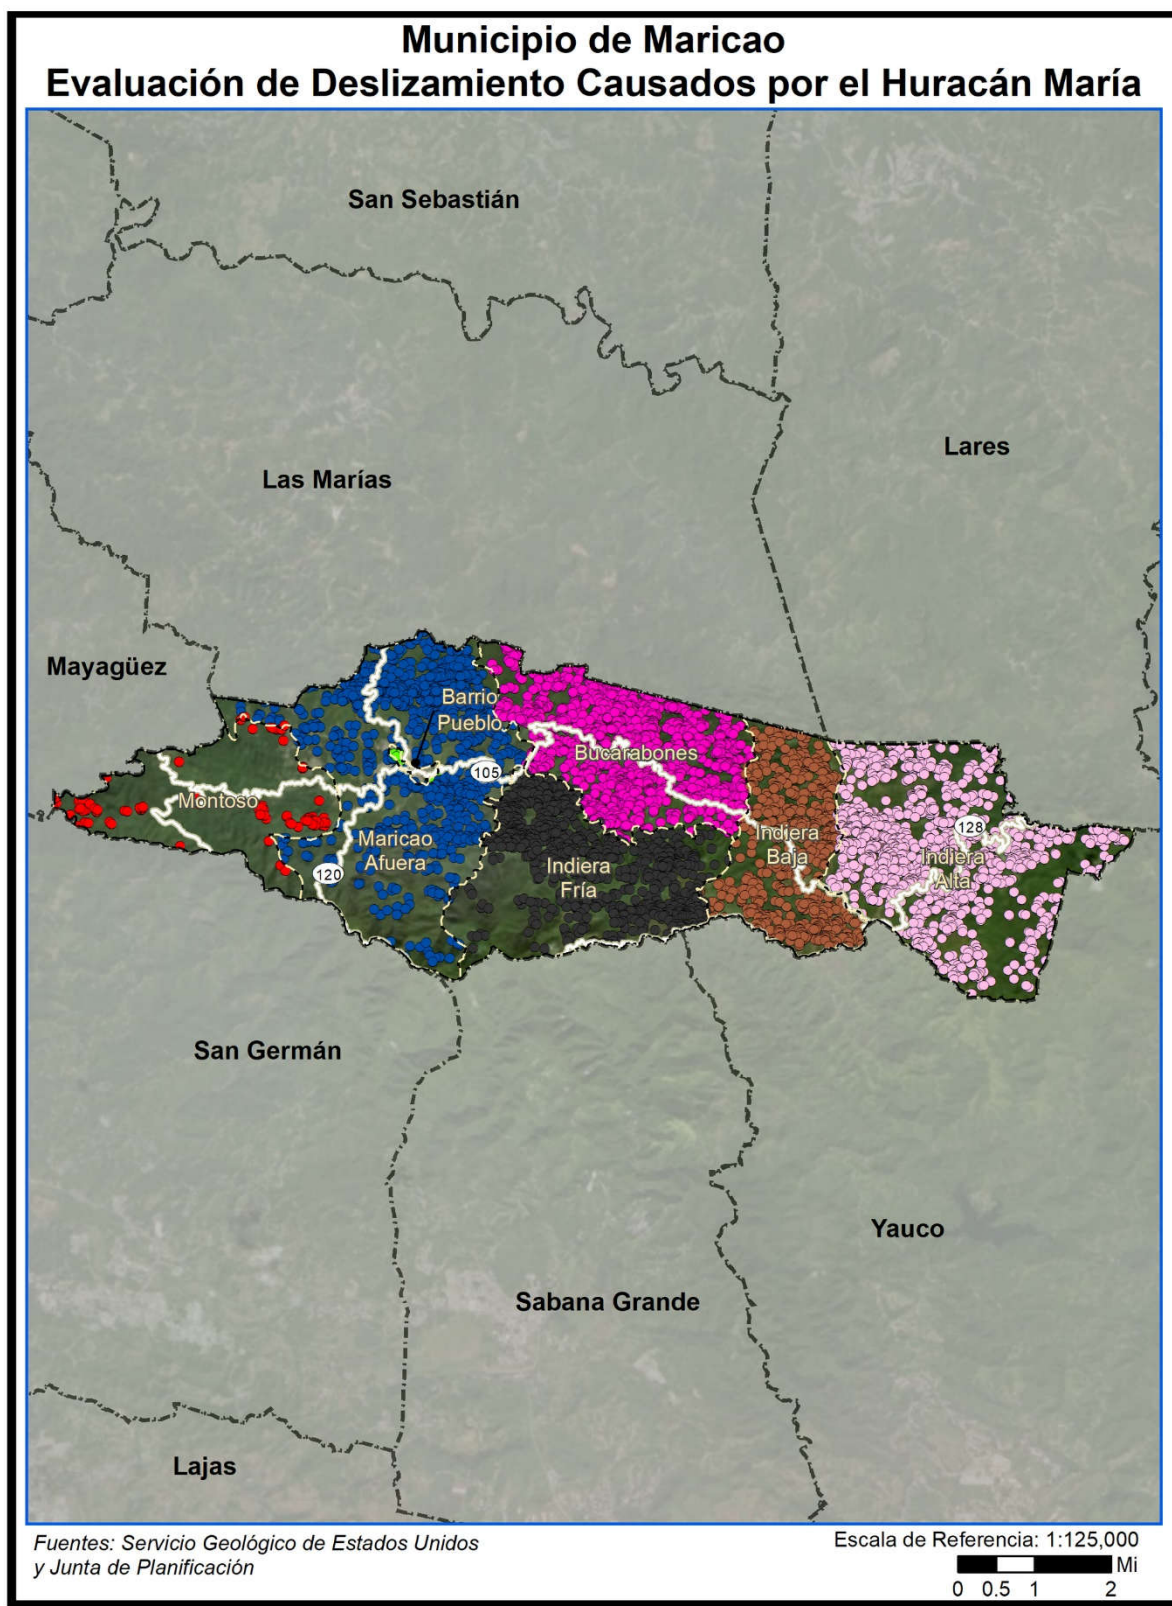 Municipio de Maricao
Evaluación de Deslizamiento Causados por el Huracán María
San Sebastián
Lares
Las Marías
Mayagüez
Barrio
Pueblo
Bucarabones
105
Montoso
128
Maricao
Afuera
Indiera
Baja
Indiera
Alta
Indiera
Fría
120
San Germán
Yauco
Sabana Grande
Lajas
Fuentes: Servicio Geológico de Estados Unidos
y Junta de Planificación
Escala de Referencia: 1:125,000
Mi
0 0.5 1 2